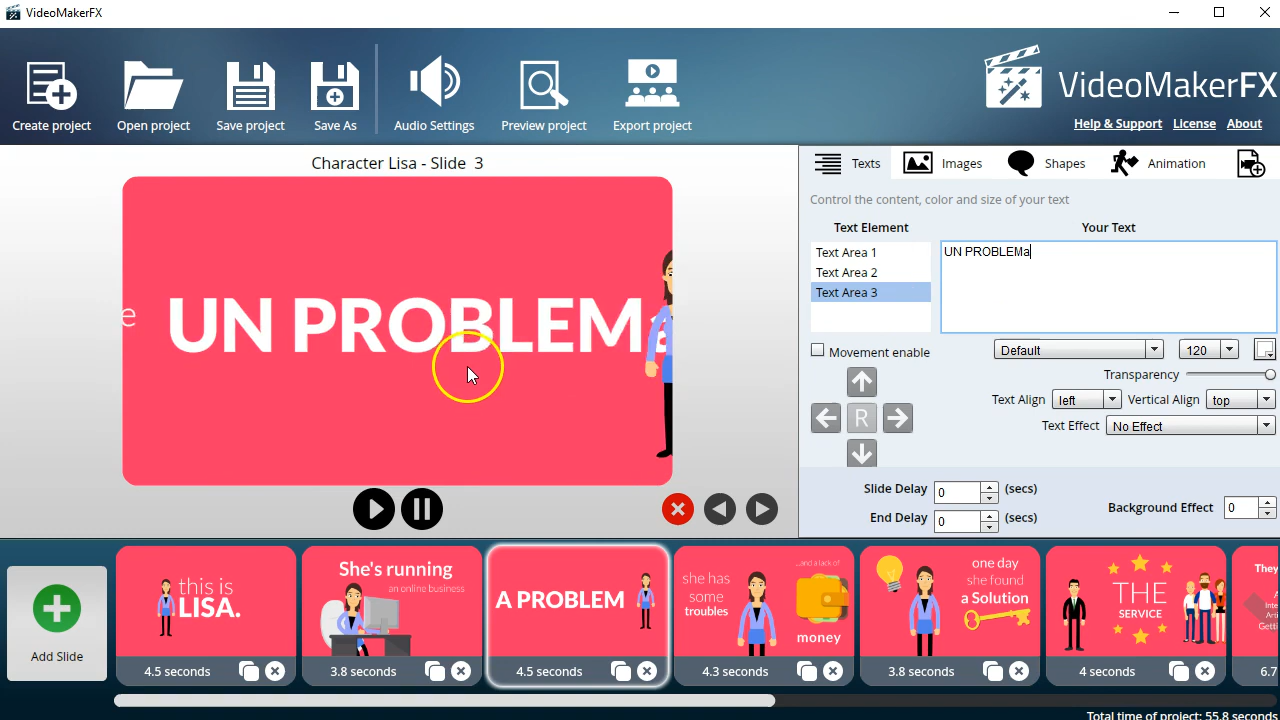 VideoMakerFX
Create project
Open project
Save project
Save As
Audio Settings
Preview project
Export project
VideoMakerFX
Help & Support License About
Character Lisa - Slide 3
e UN PROBLEMa
Texts
Images
Shapes
Animation
Control the content, color and size of your text
Text Element
Your Text
Text Area 1
Text Area 2
Text Area 3
UN PROBLEMa
Movement enable
Default
120
Transparency
R
Text Align left Vertical Align top
Text Effect No Effect
Slide Delay 0 (secs)
End Delay 0 (secs)
Background Effect 0
Add Slide
this is
LISA.
4.5 seconds
She's running
an online business
3.8 seconds
A PROBLEM
4.5 seconds
she has
some
troubles
...and a lack of
money
4.3 seconds
one day
she found
a Solution
3.8 seconds
THE
SERVICE
4 seconds
They
6.7
Total time of project: 55.8 seconds